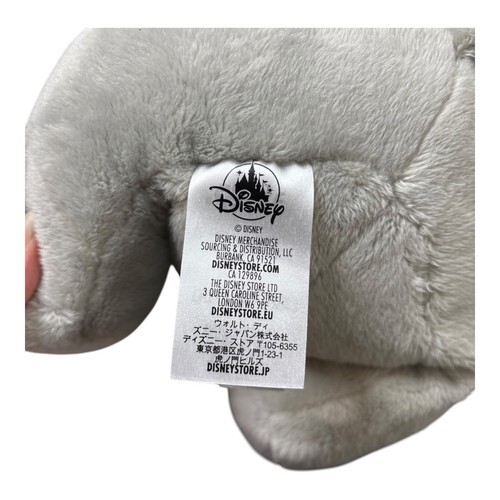 DISNEY
© DISNEY
DISNEY MERCHANDISE
SOURCING & DISTRIBUTION, LLC
BURBANK, CA 91521
DISNEYSTORE.COM
CA 129896
THE DISNEY STORE LTD
3 QUEEN CAROLINE STREET,
LONDON W6 9PE
DISNEYSTORE.EU
ウォルト・ディ
ズニー・ジャパン株式会社
ディズニー・ストア 〒105-6355
東京都港区虎ノ門1-23-1
虎ノ門ヒルズ
DISNEYSTORE.JP